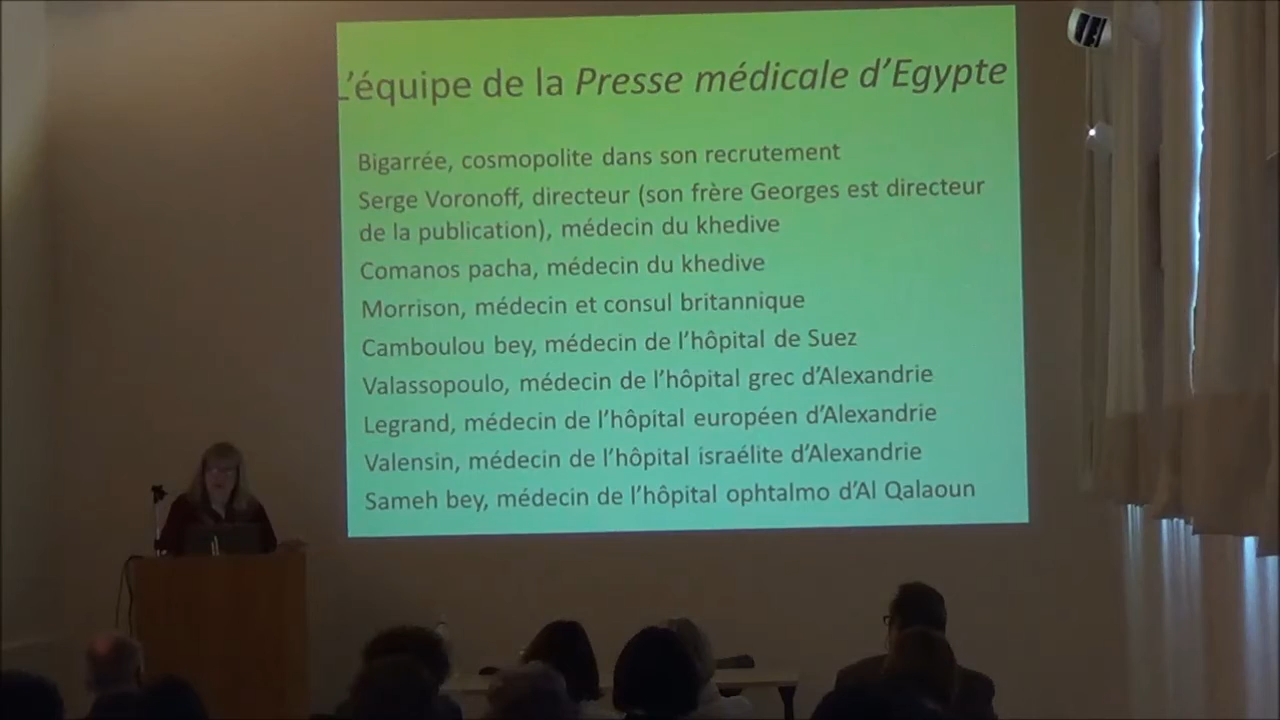 L'équipe de la Presse médicale d'Egypte
Bigarrée, cosmopolite dans son recrutement
Serge Voronoff, directeur (son frère Georges est directeur
de la publication), médecin du khedive
Comanos pacha, médecin du khedive
Morrison, médecin et consul britannique
Camboulou bey, médecin de l'hôpital de Suez
Valassopoulo, médecin de l'hôpital grec d'Alexandrie
Legrand, médecin de l'hôpital européen d'Alexandrie
Valensin, médecin de l'hôpital israélite d'Alexandrie
Sameh bey, médecin de l'hôpital ophtalmo d'Al Qalaoun